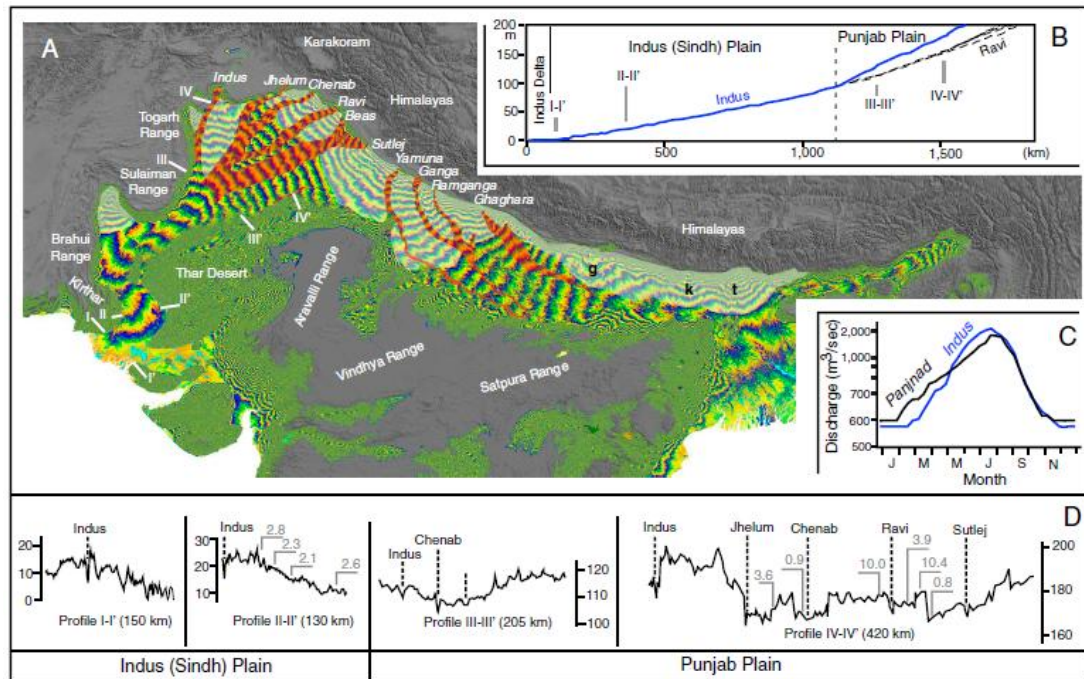 A
Karakoram
Himalayas
Indus
Jhelum
Chenab
Ravi
Beas
Sutlej
Yamuna
Ganga
Ramganga
Ghaghara
IV
Togarh
Range
III
Sulaiman
Range
IV'
III'
Brahui
Range
Thar Desert
Kirthar
II'
II
I
I'
Aravalli Range
Vindhya Range
Satpura Range
Himalayas
g
k
t
B
200
m
150
100
50
0
Indus Delta
Indus (Sindh) Plain
Punjab Plain
I-I'
II-II'
Indus
III-III'
IV-IV'
Ravi
0
500
1,000
1,500
(km)
C
Discharge (m³/sec)
2,000
1,000
700
600
500
Panjnad
Indus
J M M J S N
Month
D
Indus
20
10
0
Profile I-I' (150 km)
Indus
30
20
10
2.8
2.3
2.1
2.6
Profile II-II' (130 km)
Chenab
Indus
120
110
100
Profile III-III' (205 km)
Indus
Jhelum
Chenab
Ravi
Sutlej
3.6
0.9
10.0
3.9
10.4
0.8
200
180
160
Profile IV-IV' (420 km)
Indus (Sindh) Plain
Punjab Plain